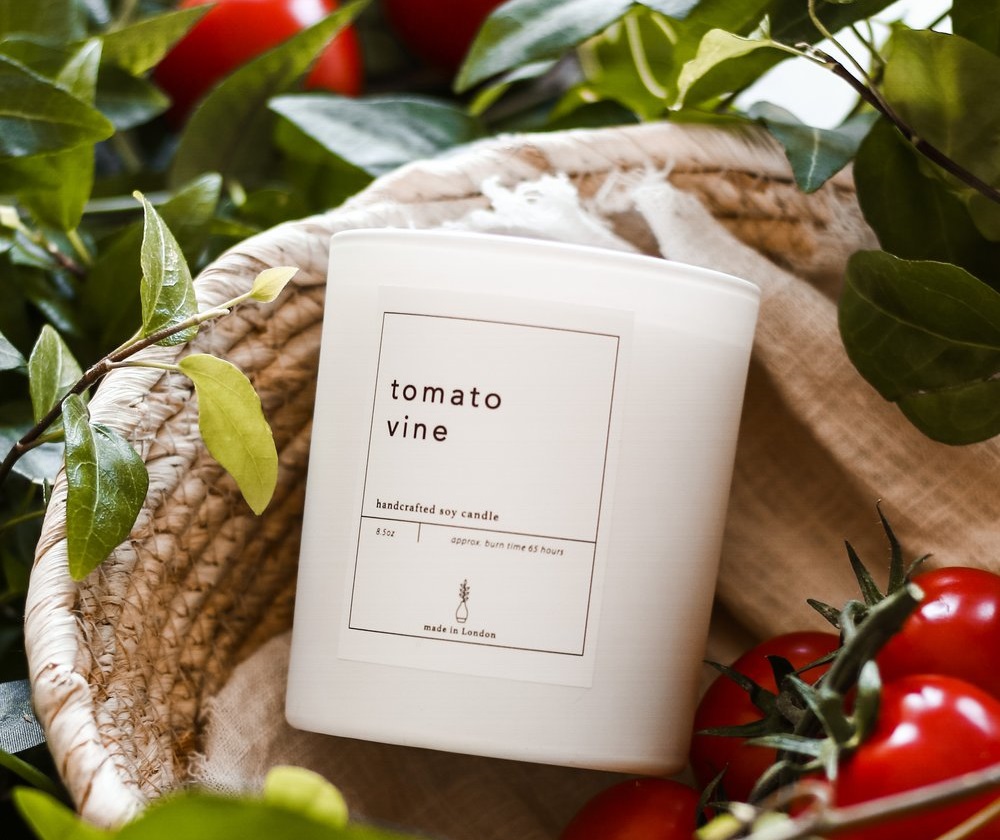 tomato
vine
handcrafted soy candle
8.5oz
approx. burn time 65 hours
made in London